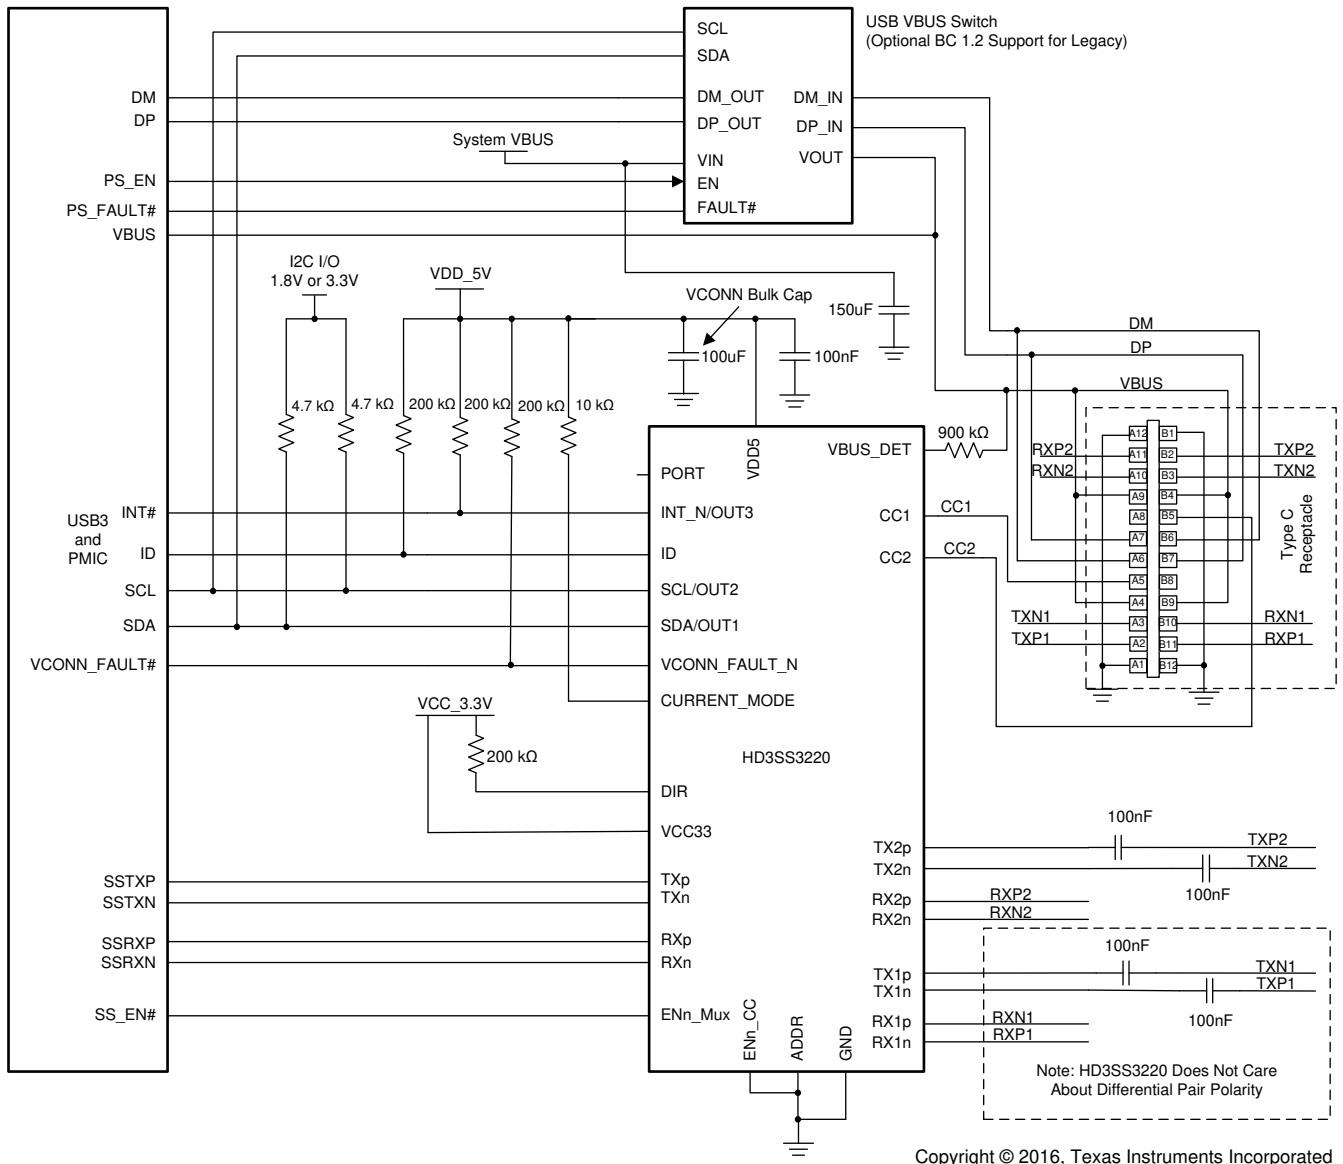 USB VBUS Switch
(Optional BC 1.2 Support for Legacy)
SCL
SDA
DM
DM_OUT
DM_IN
DP
DP_OUT
DP_IN
System VBUS
VIN
VOUT
PS_EN
EN
PS_FAULT#
FAULT#
VBUS
I2C I/O
1.8V or 3.3V
VDD_5V
VCONN Bulk Cap
150uF
100uF
100nF
DM
DP
VBUS
4.7 kΩ
4.7 kΩ
200 kΩ
200 kΩ
200 kΩ
10 kΩ
VDD5
VBUS_DET
900 kΩ
PORT
USB3
and
PMIC
INT#
INT_N/OUT3
CC1
CC1
ID
ID
CC2
CC2
SCL
SCL/OUT2
SDA
SDA/OUT1
VCONN_FAULT#
VCONN_FAULT_N
CURRENT_MODE
RXP2
RXN2
TXN1
TXP1
A12
A11
A10
A9
A8
A7
A6
A5
A4
A3
A2
A1
B1
B2
B3
B4
B5
B6
B7
B8
B9
B10
B11
B12
TXP2
TXN2
RXN1
RXP1
Type C
Receptacle
VCC_3.3V
200 kΩ
HD3SS3220
DIR
VCC33
SSTXP
TXp
SSTXN
TXn
SSRXP
RXp
SSRXN
RXn
SS_EN#
ENn_Mux
ENn_CC
ADDR
GND
TX2p
100nF
TXP2
TX2n
100nF
TXN2
RX2p
RXP2
RX2n
RXN2
TX1p
100nF
TXN1
TX1n
100nF
TXP1
RX1p
RXN1
RX1n
RXP1
Note: HD3SS3220 Does Not Care
About Differential Pair Polarity
Copyright © 2016, Texas Instruments Incorporated